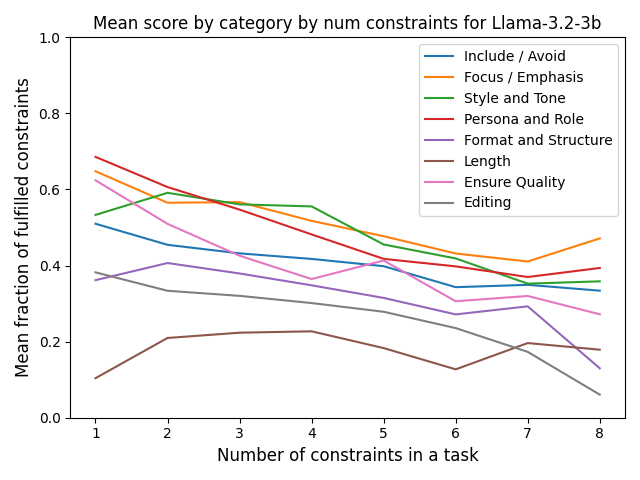 Mean score by category by num constraints for Llama-3.2-3b
Mean fraction of fulfilled constraints
1.0
0.8
0.6
0.4
0.2
0.0
Include / Avoid
Focus / Emphasis
Style and Tone
Persona and Role
Format and Structure
Length
Ensure Quality
Editing
1 2 3 4 5 6 7 8
Number of constraints in a task